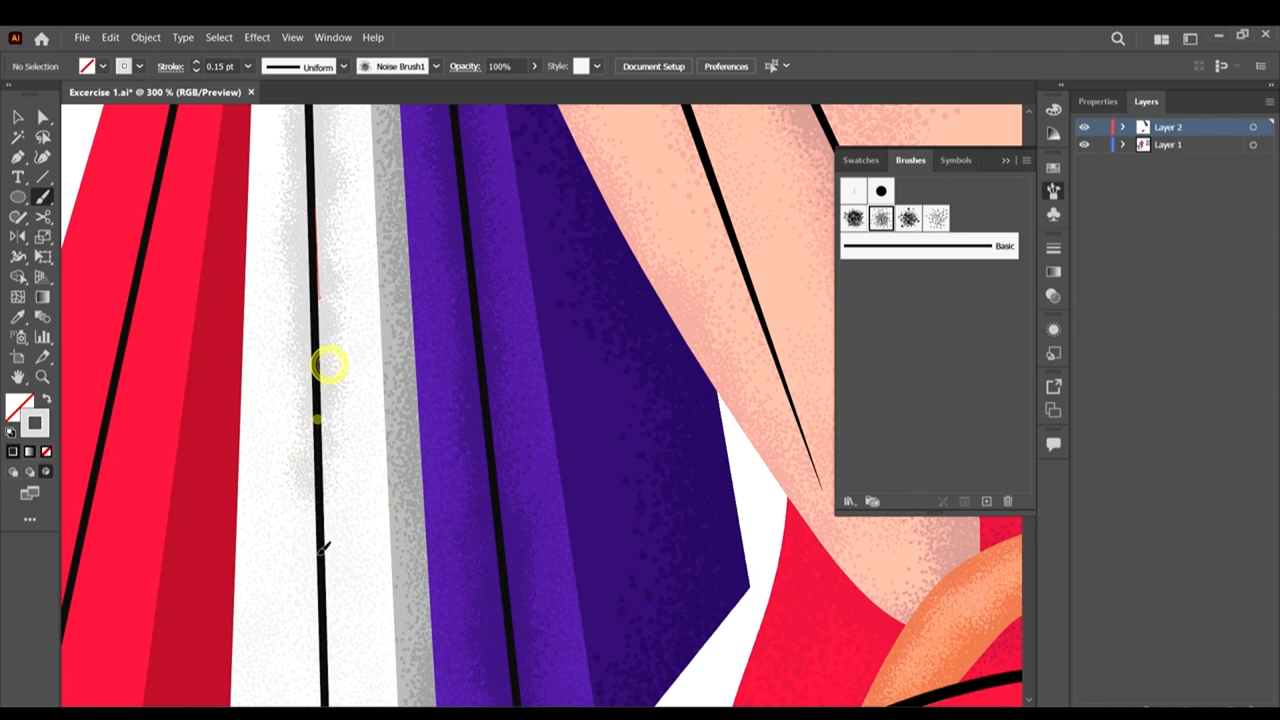 Ai File Edit Object Type Select Effect View Window Help
No Selection Stroke: 0.15 pt Uniform Noise Brush1 Opacity: 100% Style: Document Setup Preferences
Excercise 1.ai* @ 300 % (RGB/Preview)
Properties Layers
Layer 2
Layer 1
Swatches Brushes Symbols
Basic